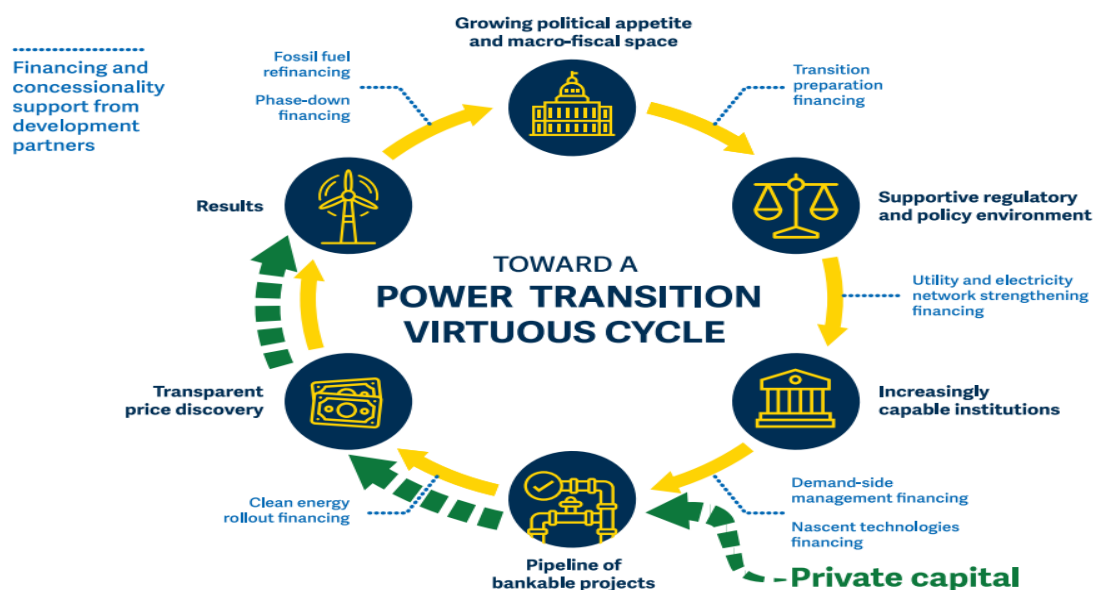 Growing political appetite
and macro-fiscal space
Financing and
concessionality
support from
development
partners
Fossil fuel
refinancing
Phase-down
financing
Transition
preparation
financing
Results
Supportive regulatory
and policy environment
TOWARD A
POWER TRANSITION
VIRTUOUS CYCLE
Utility and electricity
network strengthening
financing
Transparent
price discovery
Increasingly
capable institutions
Clean energy
rollout financing
Demand-side
management financing
Nascent technologies
financing
Pipeline of
bankable projects
Private capital